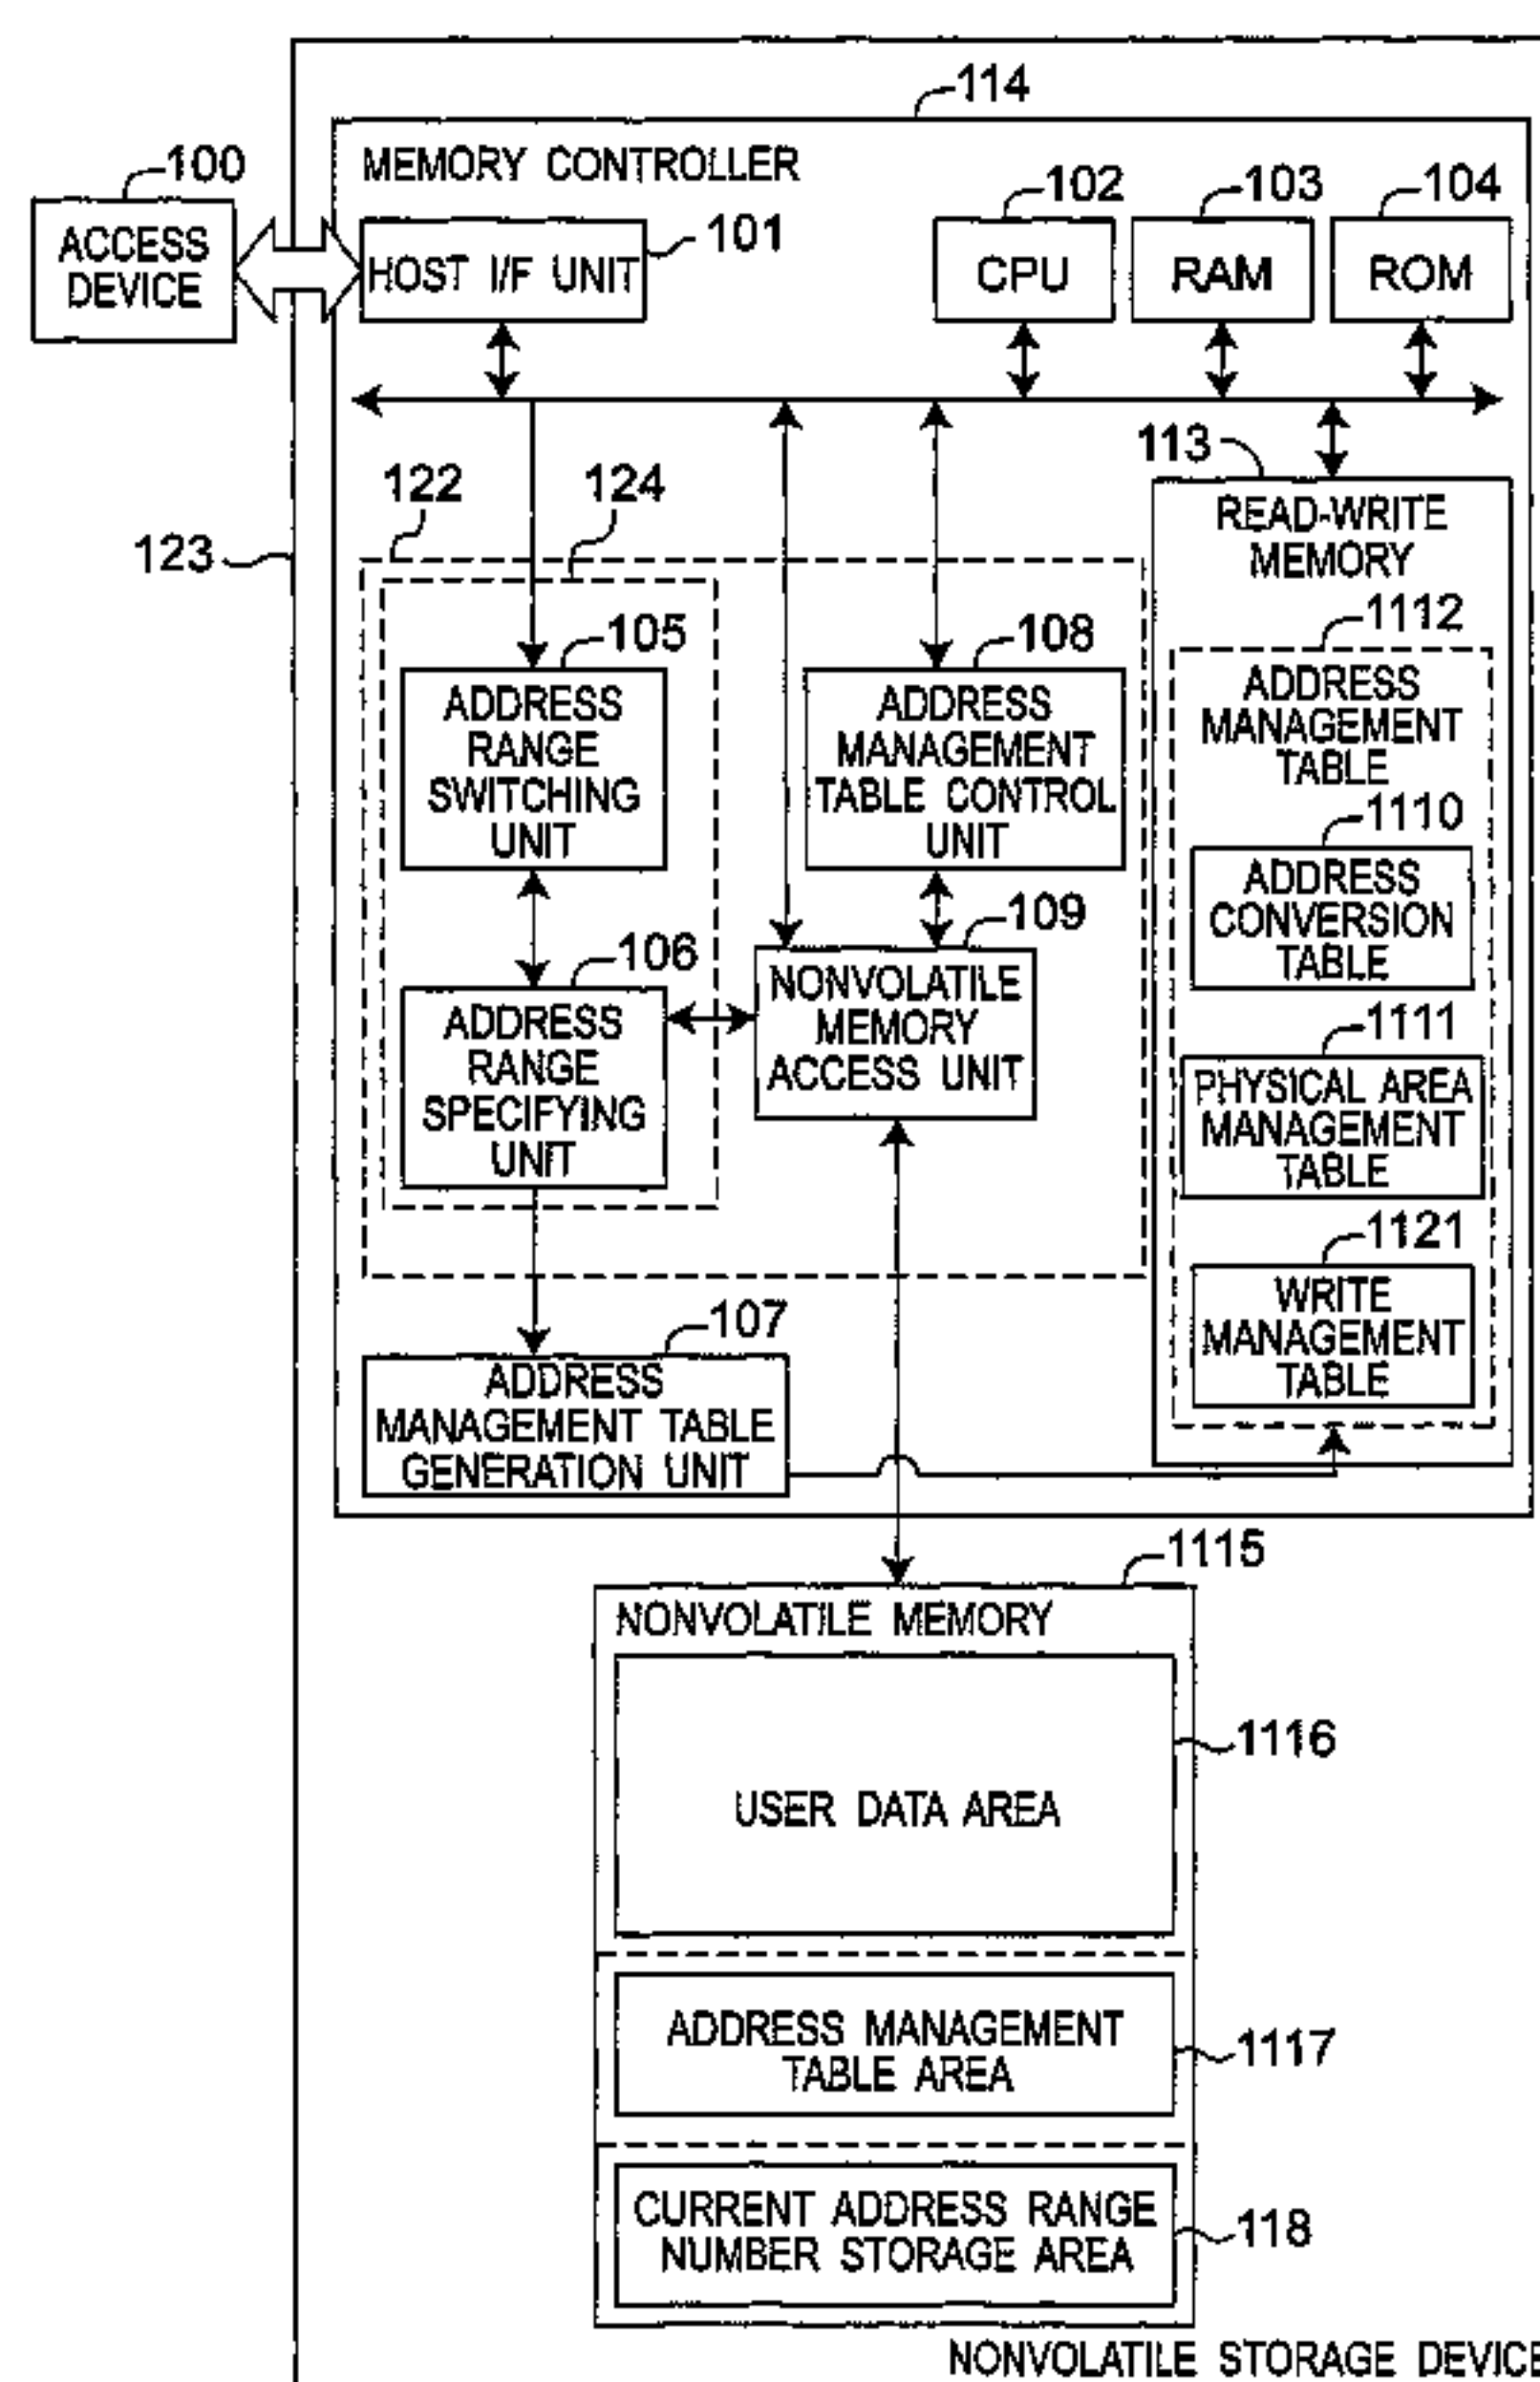 114
MEMORY CONTROLLER
100
ACCESS
DEVICE
HOST I/F UNIT
101
102
CPU
103
RAM
104
ROM
123
122
124
105
ADDRESS
RANGE
SWITCHING
UNIT
106
ADDRESS
RANGE
SPECIFYING
UNIT
108
ADDRESS
MANAGEMENT
TABLE CONTROL
UNIT
109
NONVOLATILE
MEMORY
ACCESS UNIT
113
READ-WRITE
MEMORY
1112
ADDRESS
MANAGEMENT
TABLE
1110
ADDRESS
CONVERSION
TABLE
1111
PHYSICAL AREA
MANAGEMENT
TABLE
1121
WRITE
MANAGEMENT
TABLE
107
ADDRESS
MANAGEMENT TABLE
GENERATION UNIT
1115
NONVOLATILE MEMORY
1116
USER DATA AREA
ADDRESS MANAGEMENT
TABLE AREA
1117
CURRENT ADDRESS RANGE
NUMBER STORAGE AREA
118
NONVOLATILE STORAGE DEVICE